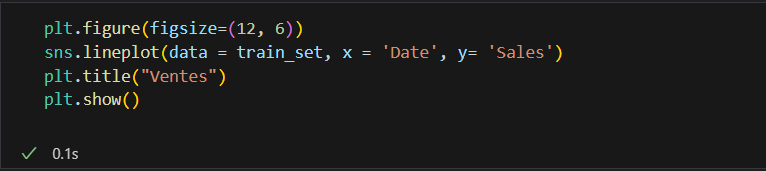 plt.figure(figsize=(12, 6))
sns.lineplot(data = train_set, x = 'Date', y= 'Sales')
plt.title("Ventes")
plt.show()
0.1s